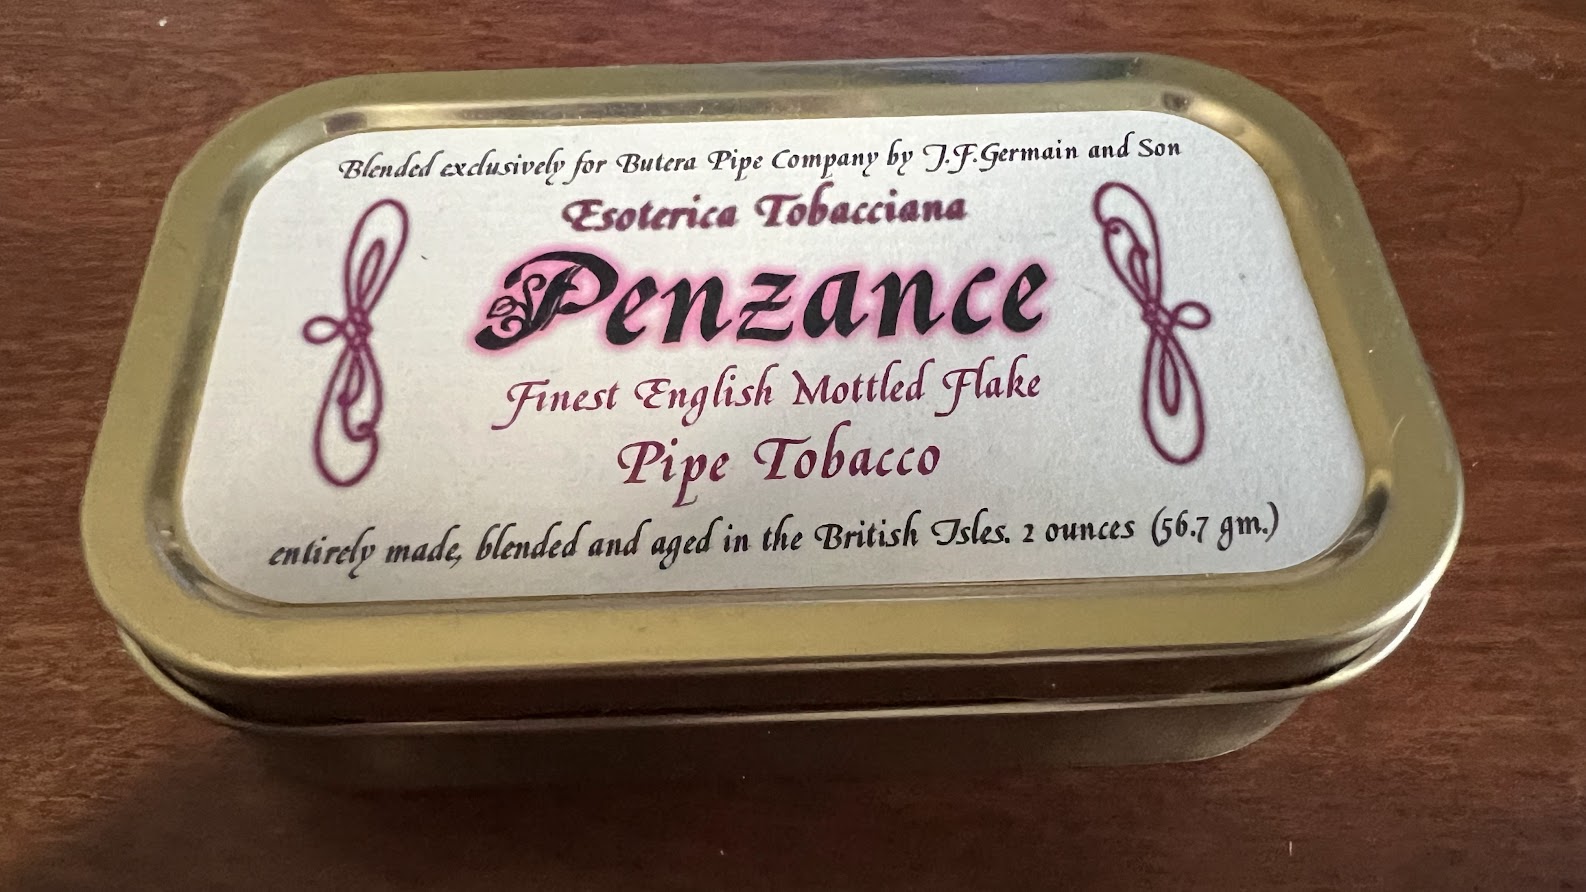 Blended exclusively for Butera Pipe Company by J.F.Germain and Son
Esoterica Tobacciana
Penzance
Finest English Mottled Flake
Pipe Tobacco
entirely made, blended and aged in the British Isles. 2 ounces (56.7 gm.)